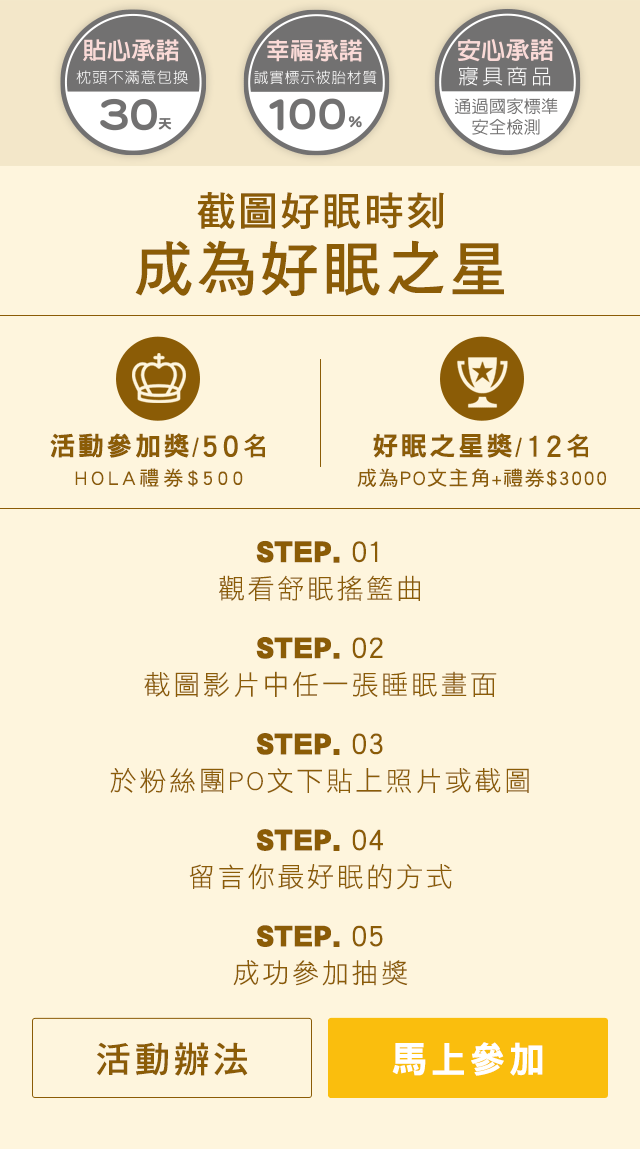 貼心承諾
枕頭不滿意包換
30天
幸福承諾
誠實標示被胎材質
100%
安心承諾
寢具商品
通過國家標準
安全檢測
截圖好眠時刻
成為好眠之星
活動參加獎/50名
HOLA禮券$500
好眠之星獎/12名
成為PO文主角+禮券$3000
STEP. 01
觀看舒眠搖籃曲
STEP. 02
截圖影片中任一張睡眠畫面
STEP. 03
於粉絲團PO文下貼上照片或截圖
STEP. 04
留言你最好眠的方式
STEP. 05
成功參加抽獎
活動辦法
馬上參加